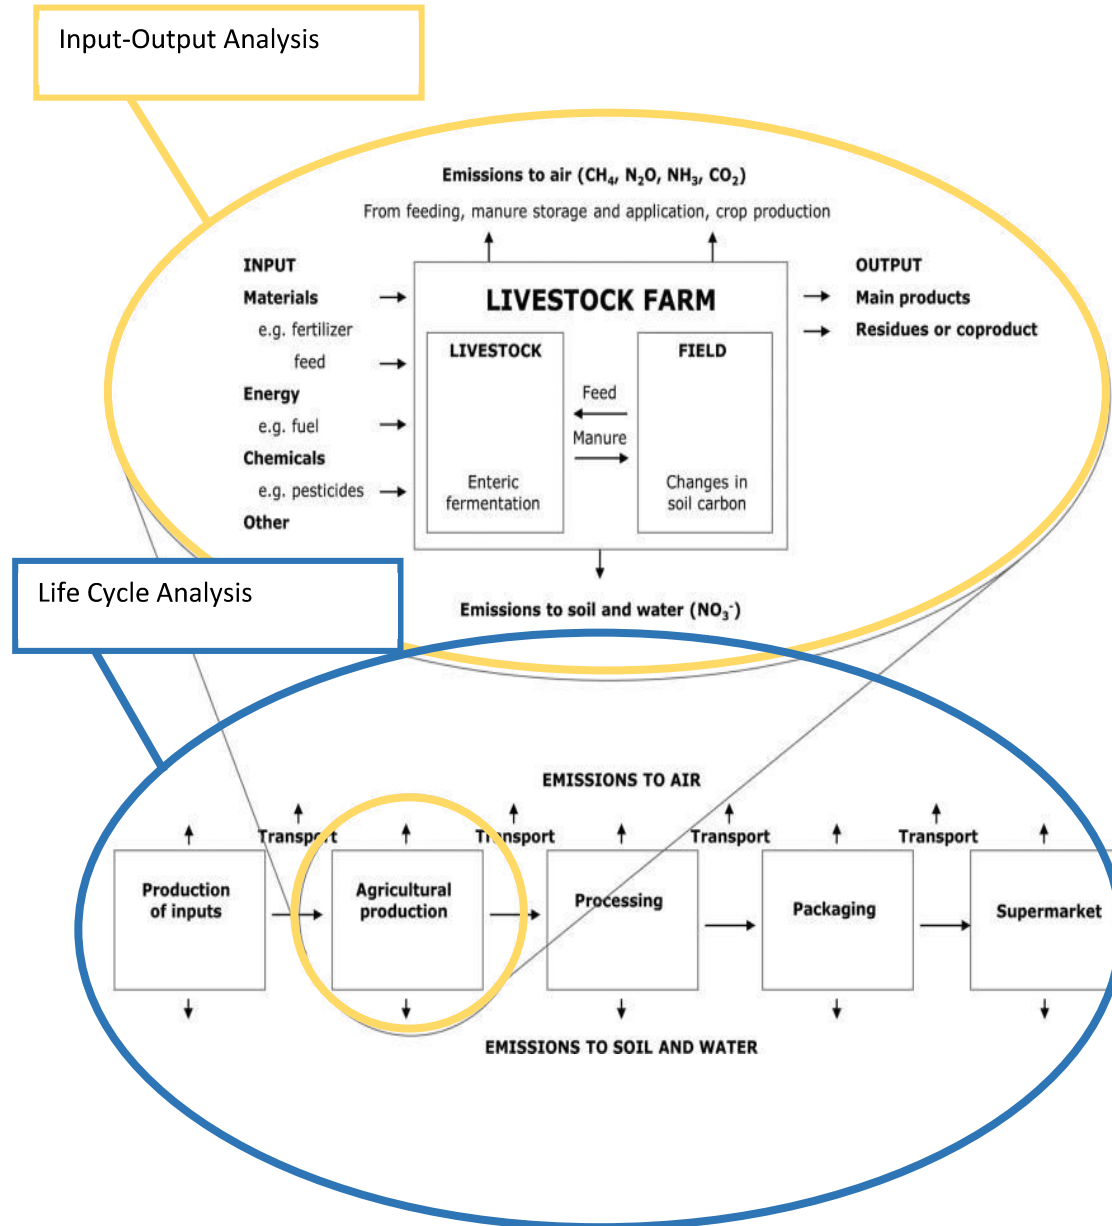 Input-Output Analysis
Emissions to air (CH₄, N₂O, NH₃, CO₂)
From feeding, manure storage and application, crop production
INPUT
Materials
e.g. fertilizer
feed
Energy
e.g. fuel
Chemicals
e.g. pesticides
Other
LIVESTOCK FARM
LIVESTOCK
Enteric
fermentation
Feed
Manure
FIELD
Changes in
soil carbon
OUTPUT
Main products
Residues or coproduct
Emissions to soil and water (NO₃⁻)
Life Cycle Analysis
EMISSIONS TO AIR
Transport
Transport
Transport
Transport
Production
of inputs
Agricultural
production
Processing
Packaging
Supermarket
EMISSIONS TO SOIL AND WATER